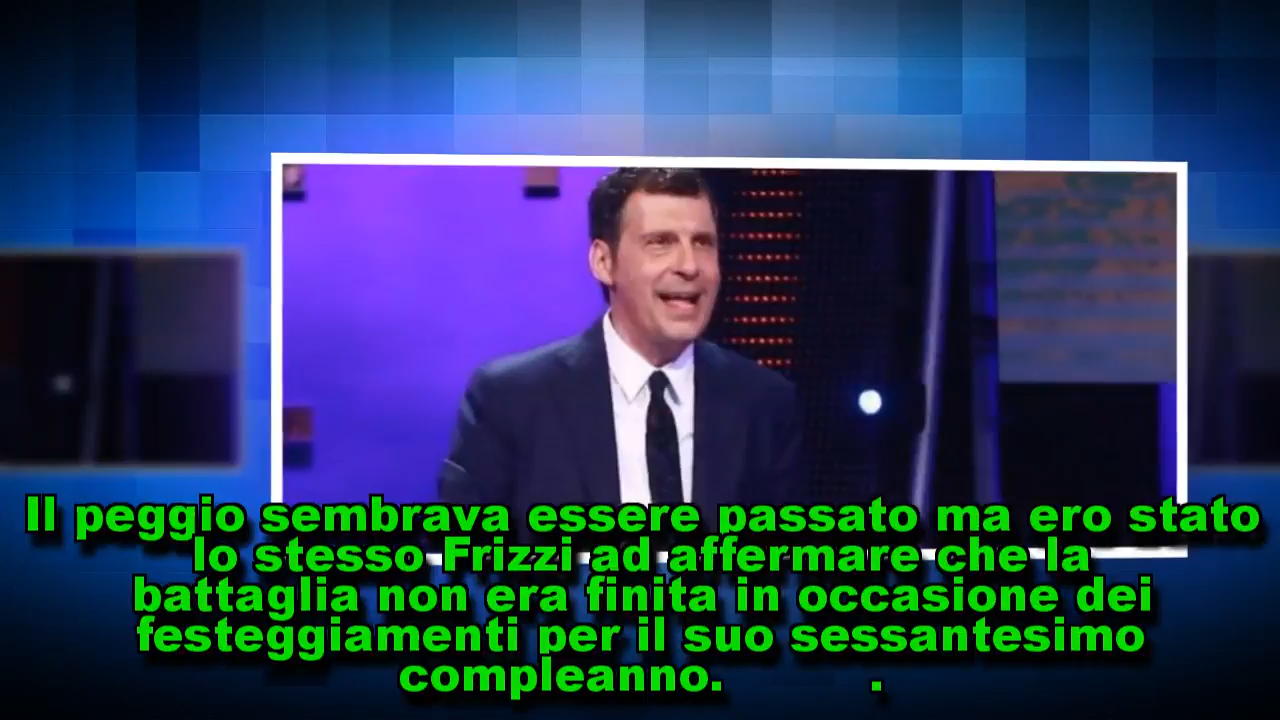 Il peggio sembrava essere passato ma ero stato
lo stesso Frizzi ad affermare che la
battaglia non era finita in occasione dei
festeggiamenti per il suo sessantesimo
compleanno. .